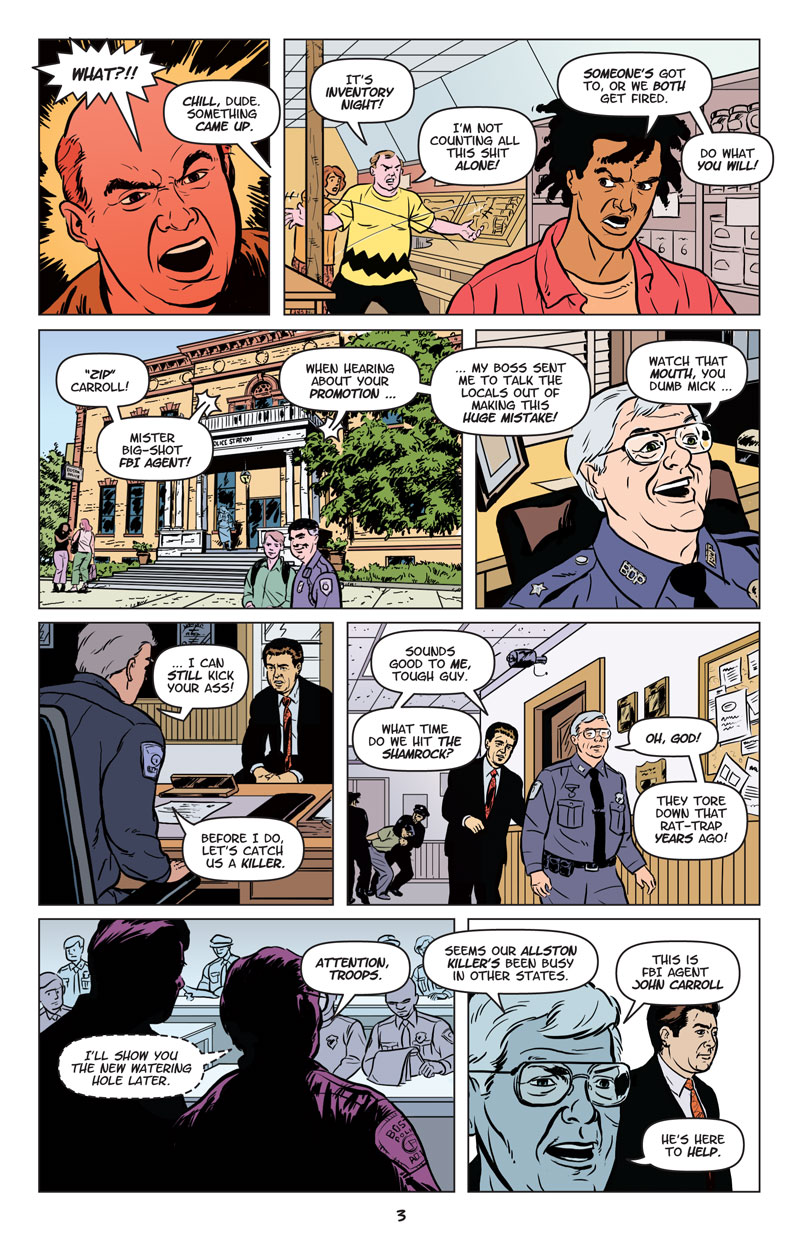 WHAT?!!
CHILL, DUDE.
SOMETHING
CAME UP.
IT'S
INVENTORY
NIGHT!
I'M NOT
COUNTING ALL
THIS SHIT
ALONE!
SOMEONE'S GOT
TO, OR WE BOTH
GET FIRED.
DO WHAT
YOU WILL!
"ZIP"
CARROLL!
MISTER
BIG-SHOT
FBI AGENT!
WHEN HEARING
ABOUT YOUR
PROMOTION ...
POLICE STATION
... MY BOSS SENT
ME TO TALK THE
LOCALS OUT OF
MAKING THIS
HUGE MISTAKE!
WATCH THAT
MOUTH, YOU
DUMB MICK ...
BDP
... I CAN
STILL KICK
YOUR ASS!
BEFORE I DO,
LET'S CATCH
US A KILLER.
SOUNDS
GOOD TO ME,
TOUGH GUY.
WHAT TIME
DO WE HIT THE
SHAMROCK?
OH, GOD!
THEY TORE
DOWN THAT
RAT-TRAP
YEARS AGO!
ATTENTION,
TROOPS.
I'LL SHOW YOU
THE NEW WATERING
HOLE LATER.
SEEMS OUR ALLSTON
KILLER'S BEEN BUSY
IN OTHER STATES.
THIS IS
FBI AGENT
JOHN CARROLL
HE'S HERE
TO HELP.
3